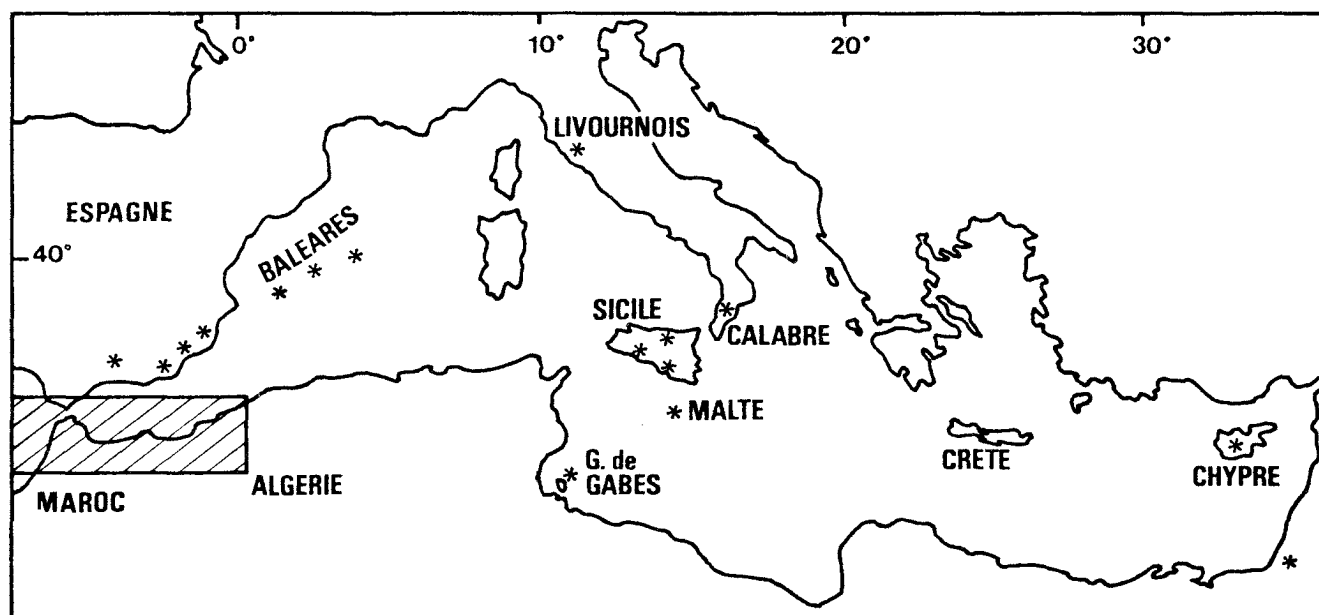 0°
10°
20°
30°
LIVOURNOIS
ESPAGNE
BALEARES
40°
SICILE
CALABRE
MALTE
G. de
GABES
CRETE
CHYPRE
MAROC
ALGERIE